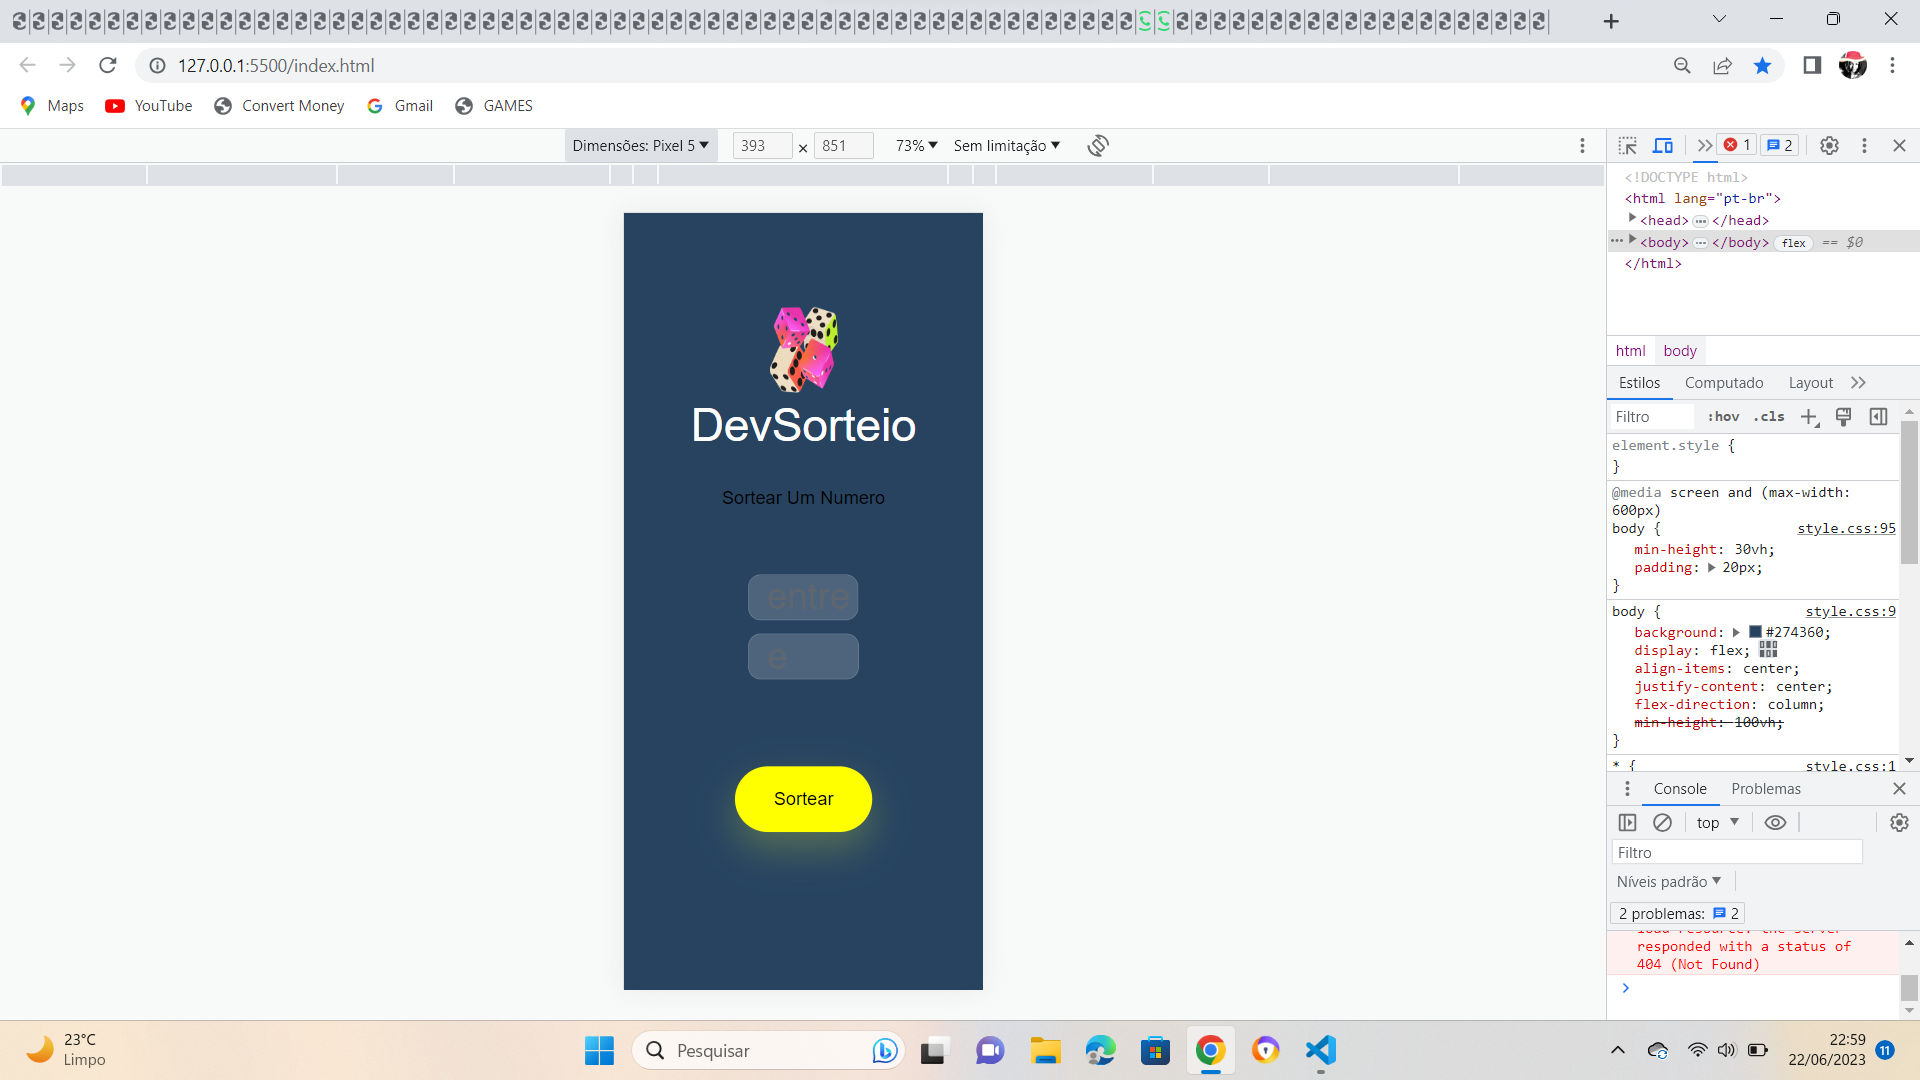 127.0.0.1:5500/index.html
Maps
YouTube
Convert Money
Gmail
GAMES
Dimensões: Pixel 5
393
×
851
73%
Sem limitação
1
2
<!DOCTYPE html>
<html lang="pt-br">
<head>
</head>
<body>
</body>
flex
== $0
</html>
html
body
Estilos
Computado
Layout
Filtro
:hov
.cls
element.style {
}
@media screen and (max-width:
600px)
body {
style.css:95
min-height: 30vh;
padding: 20px;
}
body {
style.css:9
background: #274360;
display: flex;
align-items: center;
justify-content: center;
flex-direction: column;
min-height: 100vh;
}
* {
style.css:1
Console
Problemas
top
Filtro
Níveis padrão
2 problemas:
2
load resource: the server
responded with a status of
404 (Not Found)
DevSorteio
Sortear Um Numero
entre
e
Sortear
23°C
Limpo
Pesquisar
22:59
22/06/2023
11